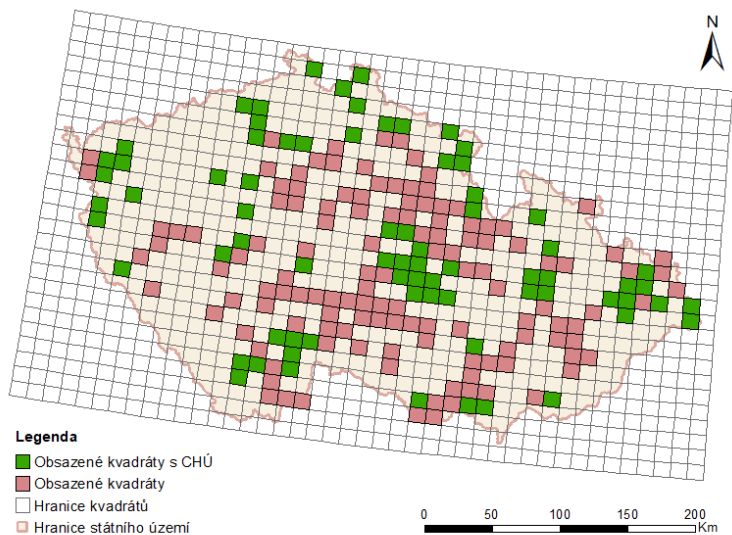 N
Legenda
Obsazené kvadráty s CHÚ
Obsazené kvadráty
Hranice kvadrátů
Hranice státního území
0 50 100 150 200
Km